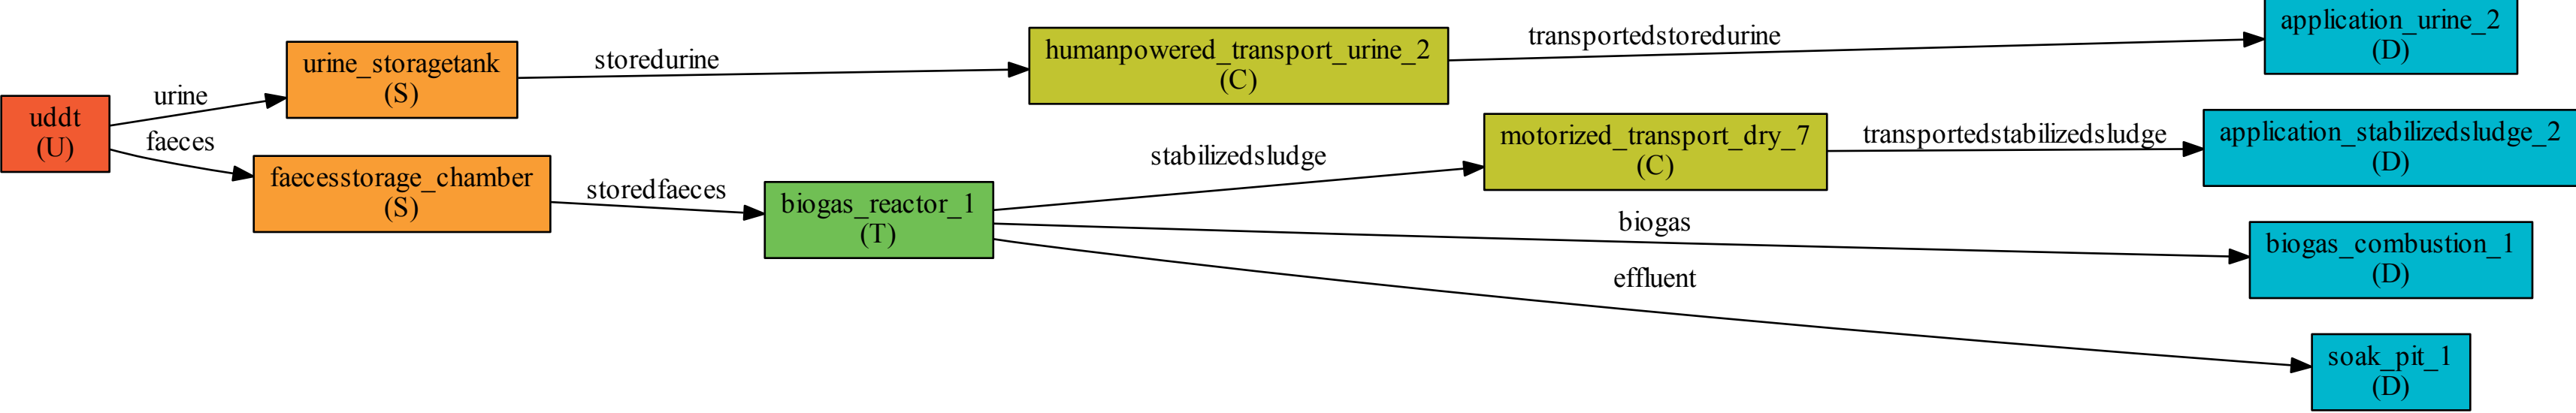 uddt
(U)
urine
faeces
urine_storagetank
(S)
faecesstorage_chamber
(S)
storedurine
storedfaeces
biogas_reactor_1
(T)
humanpowered_transport_urine_2
(C)
stabilizedsludge
motorized_transport_dry_7
(C)
transportedstoredurine
biogas
effluent
transportedstabilizedsludge
application_urine_2
(D)
application_stabilizedsludge_2
(D)
biogas_combustion_1
(D)
soak_pit_1
(D)